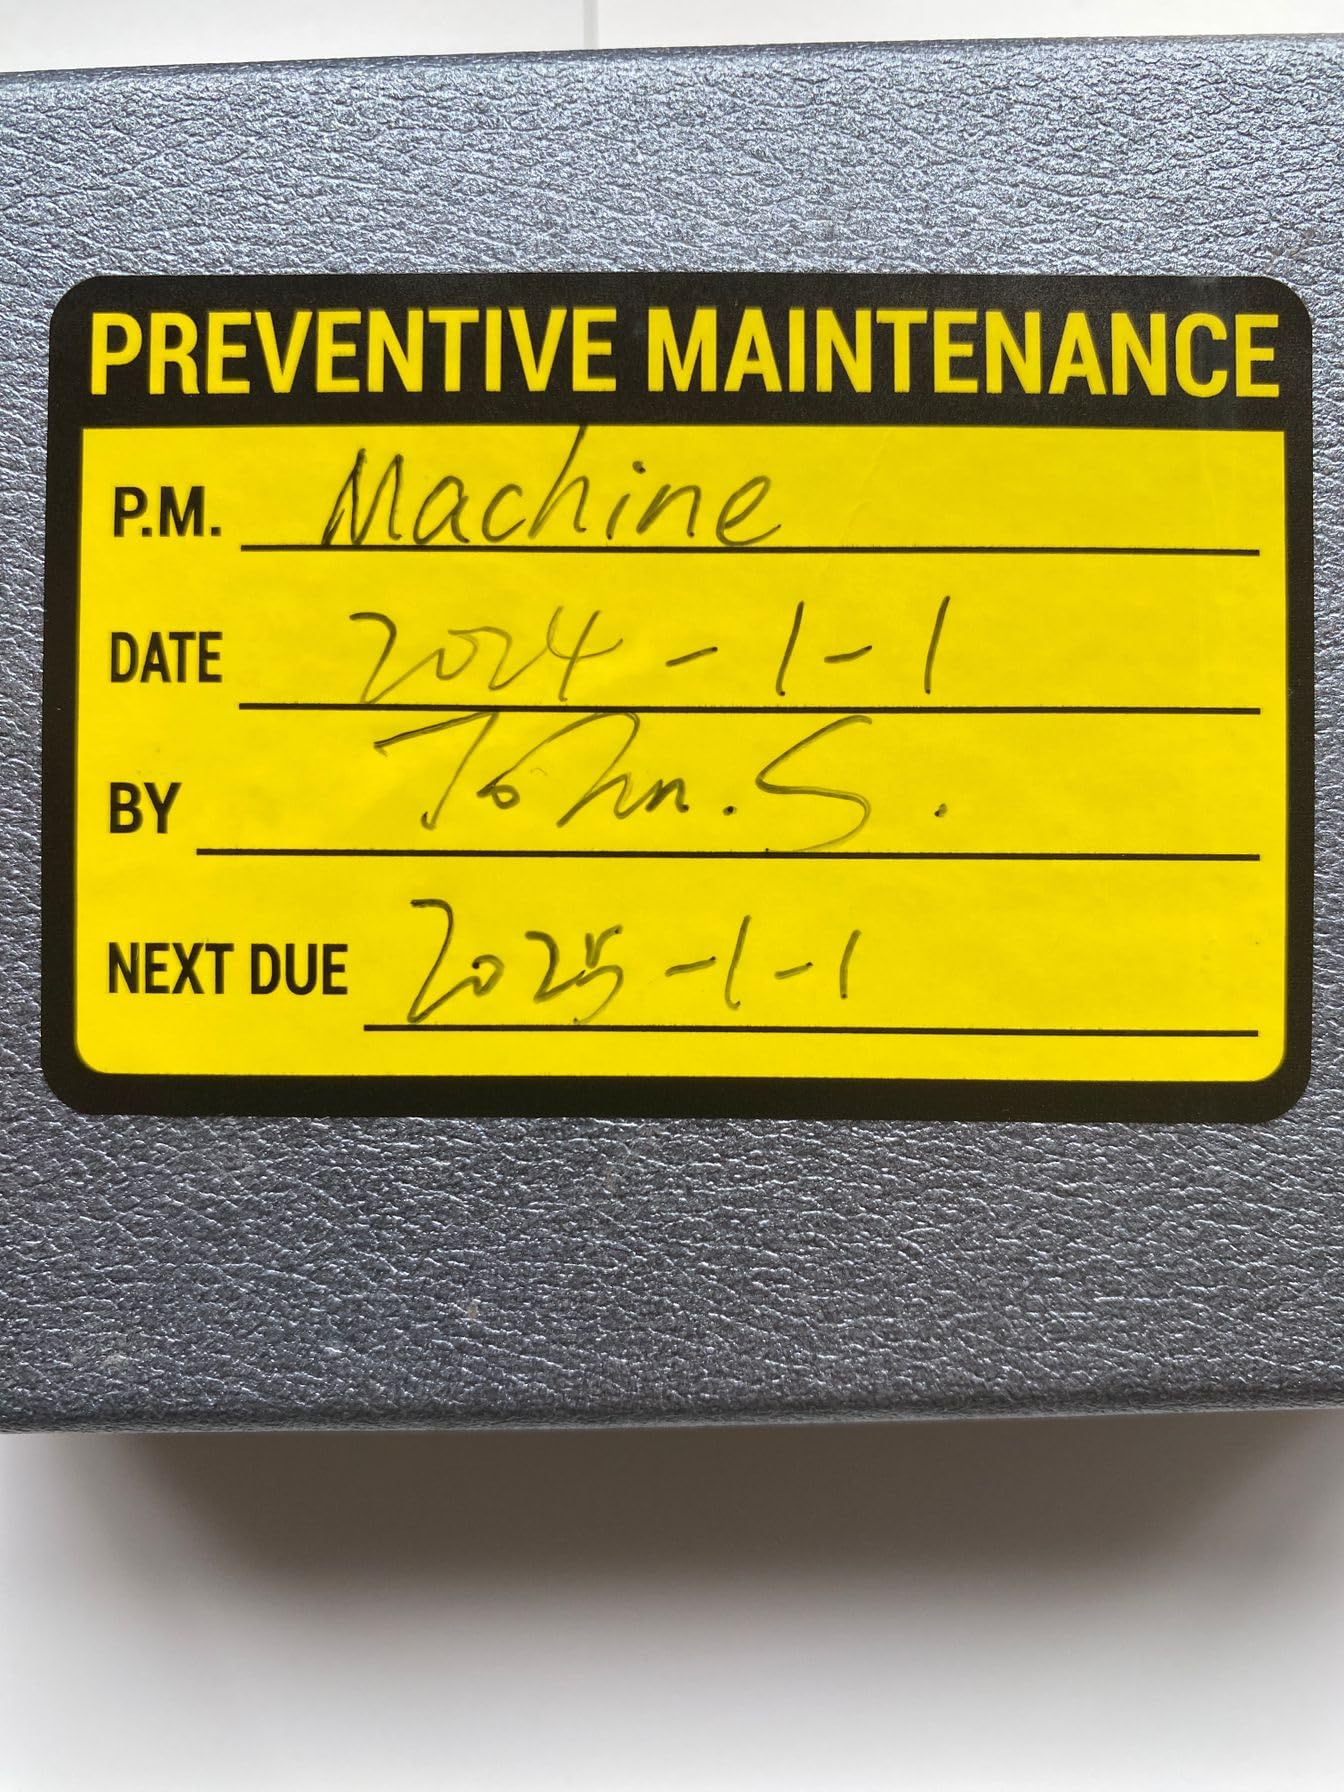 PREVENTIVE MAINTENANCE
P.M. Machine
DATE 2024-1-1
BY John. S.
NEXT DUE 2025-1-1